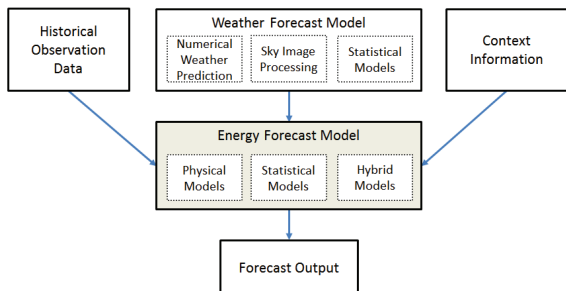 Historical
Observation
Data
Weather Forecast Model
Numerical
Weather
Prediction
Sky Image
Processing
Statistical
Models
Context
Information
Energy Forecast Model
Physical
Models
Statistical
Models
Hybrid
Models
Forecast Output